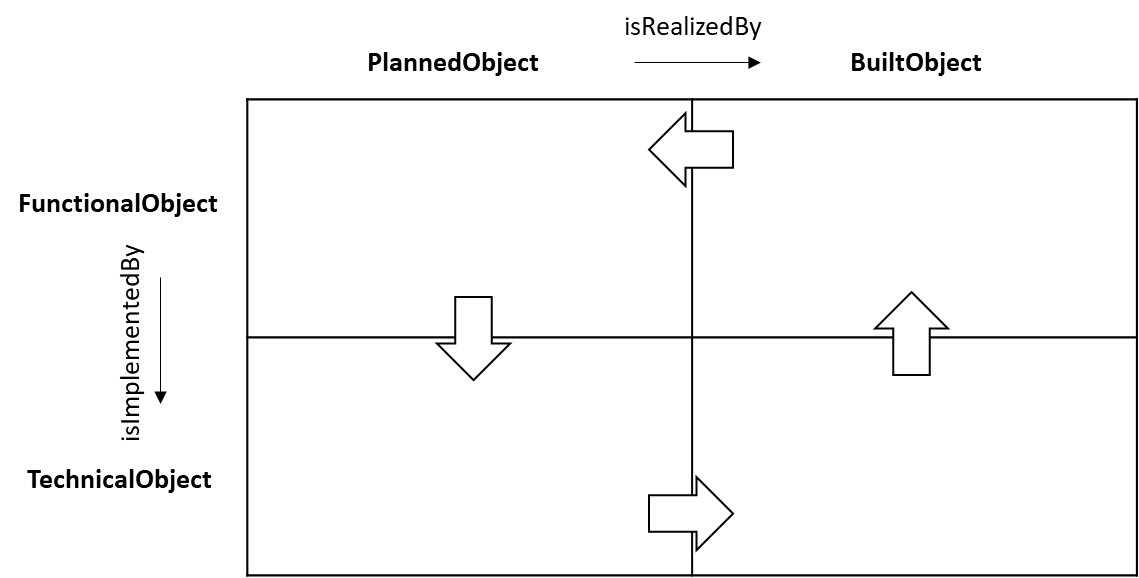 isRealizedBy
PlannedObject
BuiltObject
FunctionalObject
isImplementedBy
TechnicalObject